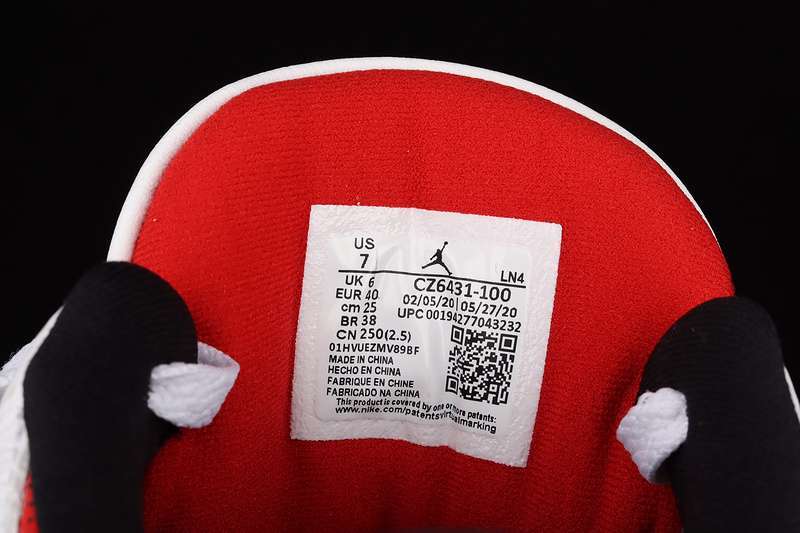 US
7
LN4
UK 6
CZ6431-100
EUR 40
02/05/20 | 05/27/20
cm 25
UPC 00194277043232
BR 38
CN 250(2.5)
01HVUEZMV89BF
MADE IN CHINA
HECHO EN CHINA
FABRIQUE EN CHINE
FABRICADO NA CHINA
This product is covered by one or more patents:
www.nike.com/patentsvirtualmarking